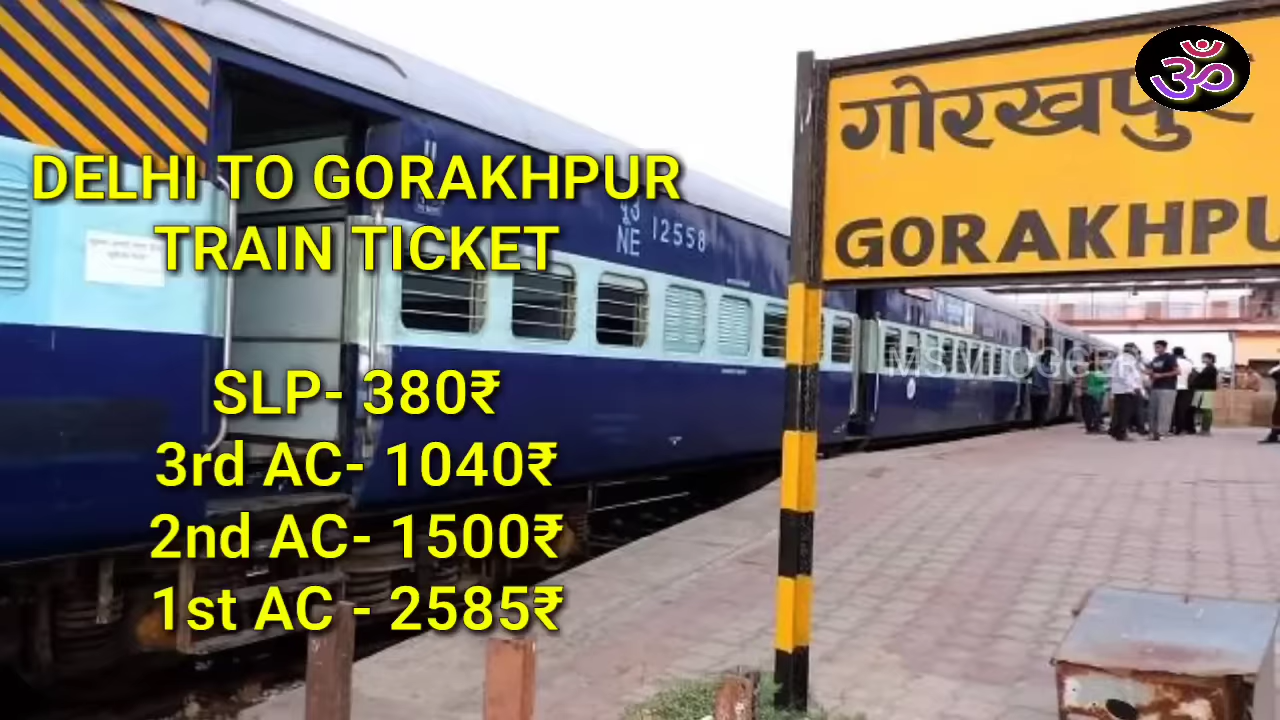 DELHI TO GORAKHPUR
TRAIN TICKET
SLP- 380₹
3rd AC- 1040₹
2nd AC- 1500₹
1st AC - 2585₹
ॐ
गोरखपुर
GORAKHPU
NE 12558